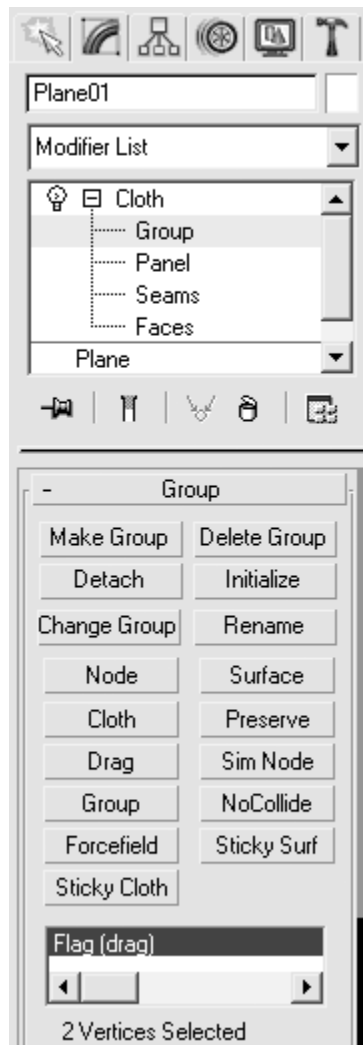 Plane01
Modifier List
Cloth
Group
Panel
Seams
Faces
Plane
- Group
Make Group Delete Group
Detach Initialize
Change Group Rename
Node Surface
Cloth Preserve
Drag Sim Node
Group NoCollide
Forcefield Sticky Surf
Sticky Cloth
Flag (drag)
2 Vertices Selected